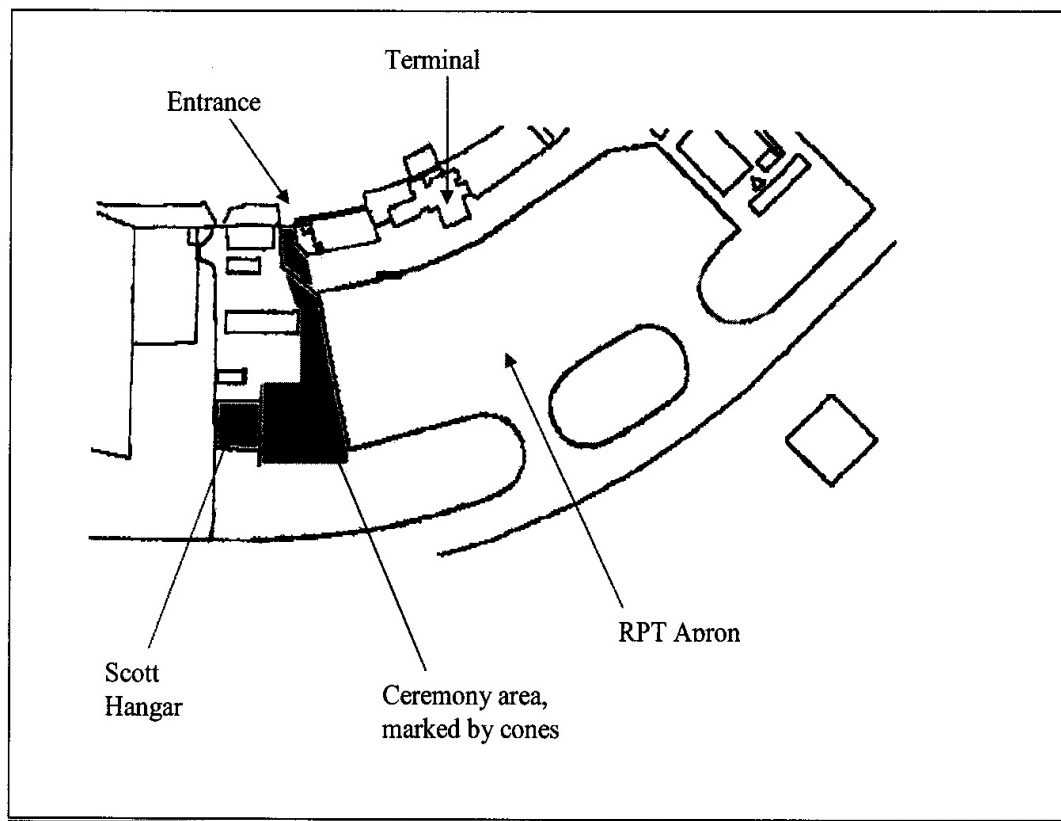 Terminal
Entrance
RPT Apron
Scott
Hangar
Ceremony area,
marked by cones